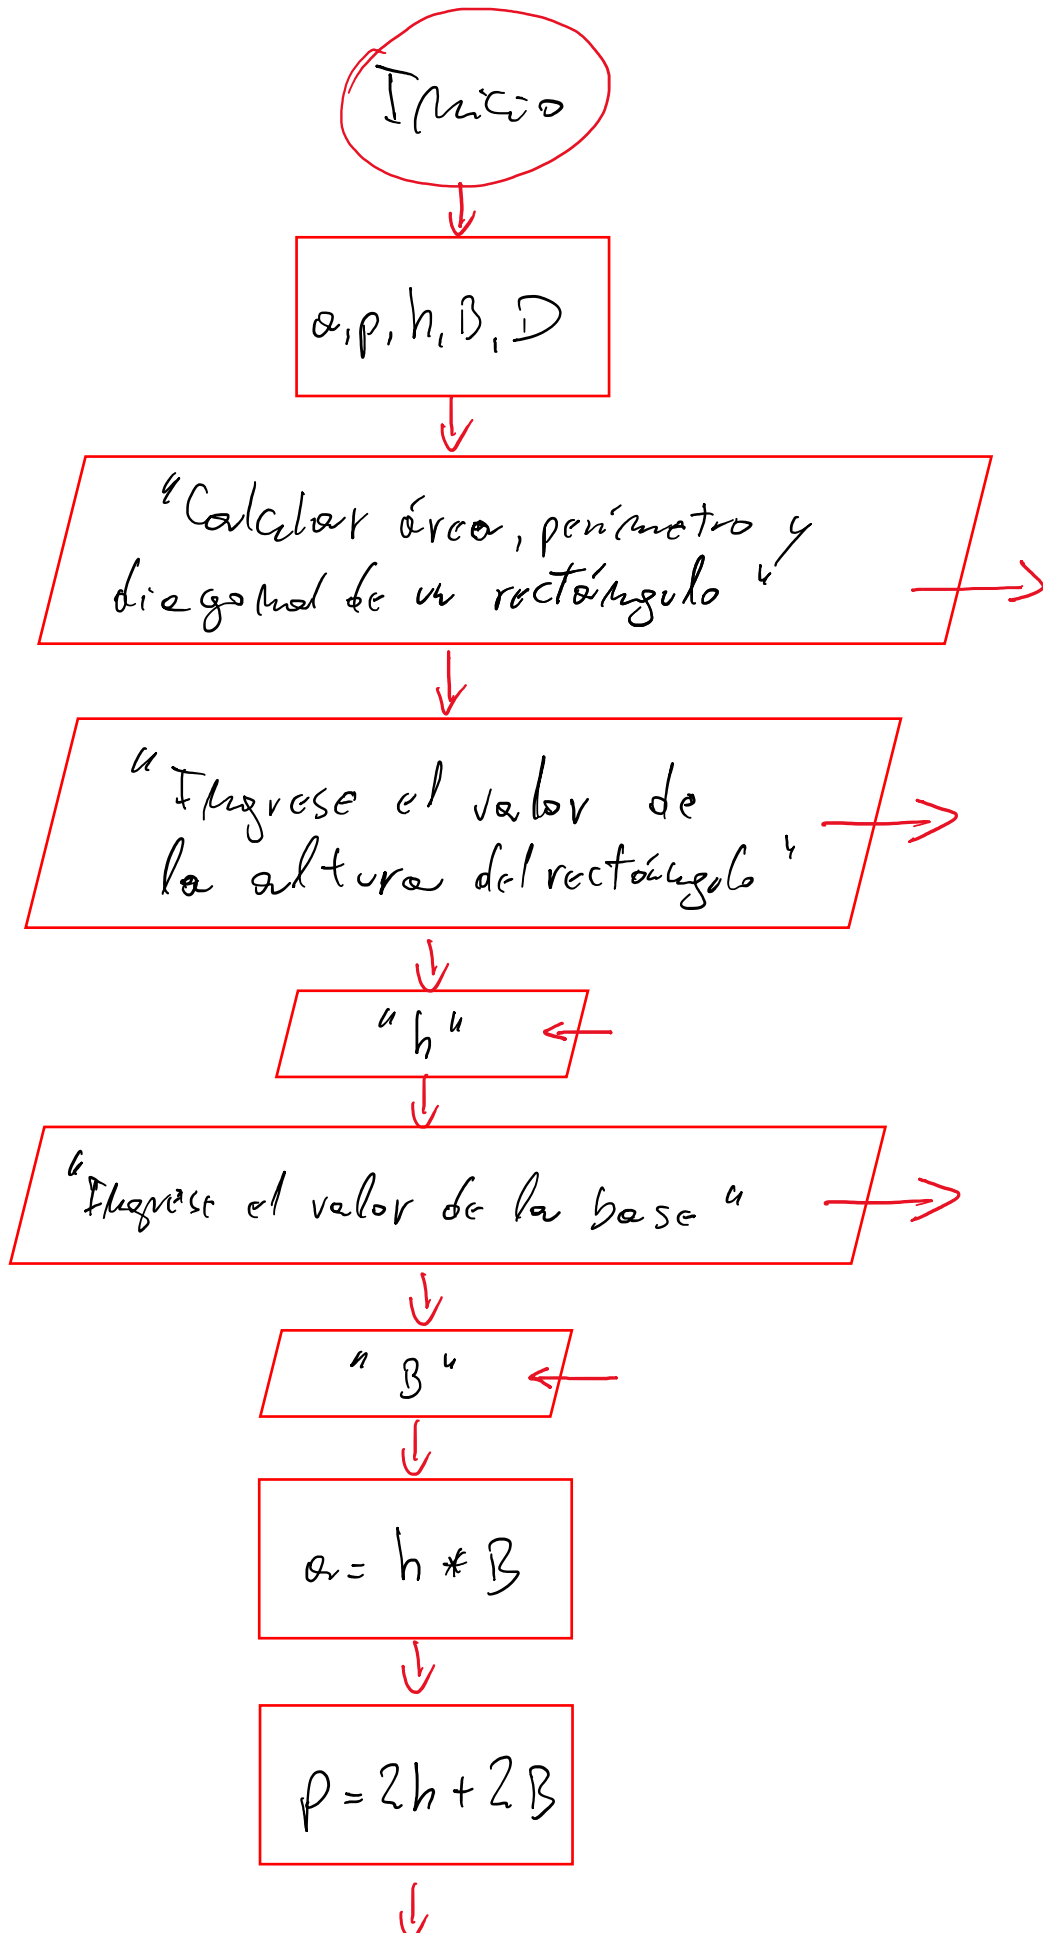 Inicio
a, p, h, B, D
"Calcular área, perímetro y
diagonal de un rectángulo"
"Ingrese el valor de
la altura del rectángulo"
"h"
"Ingrese el valor de la base"
"B"
a = h * B
p = 2h + 2B